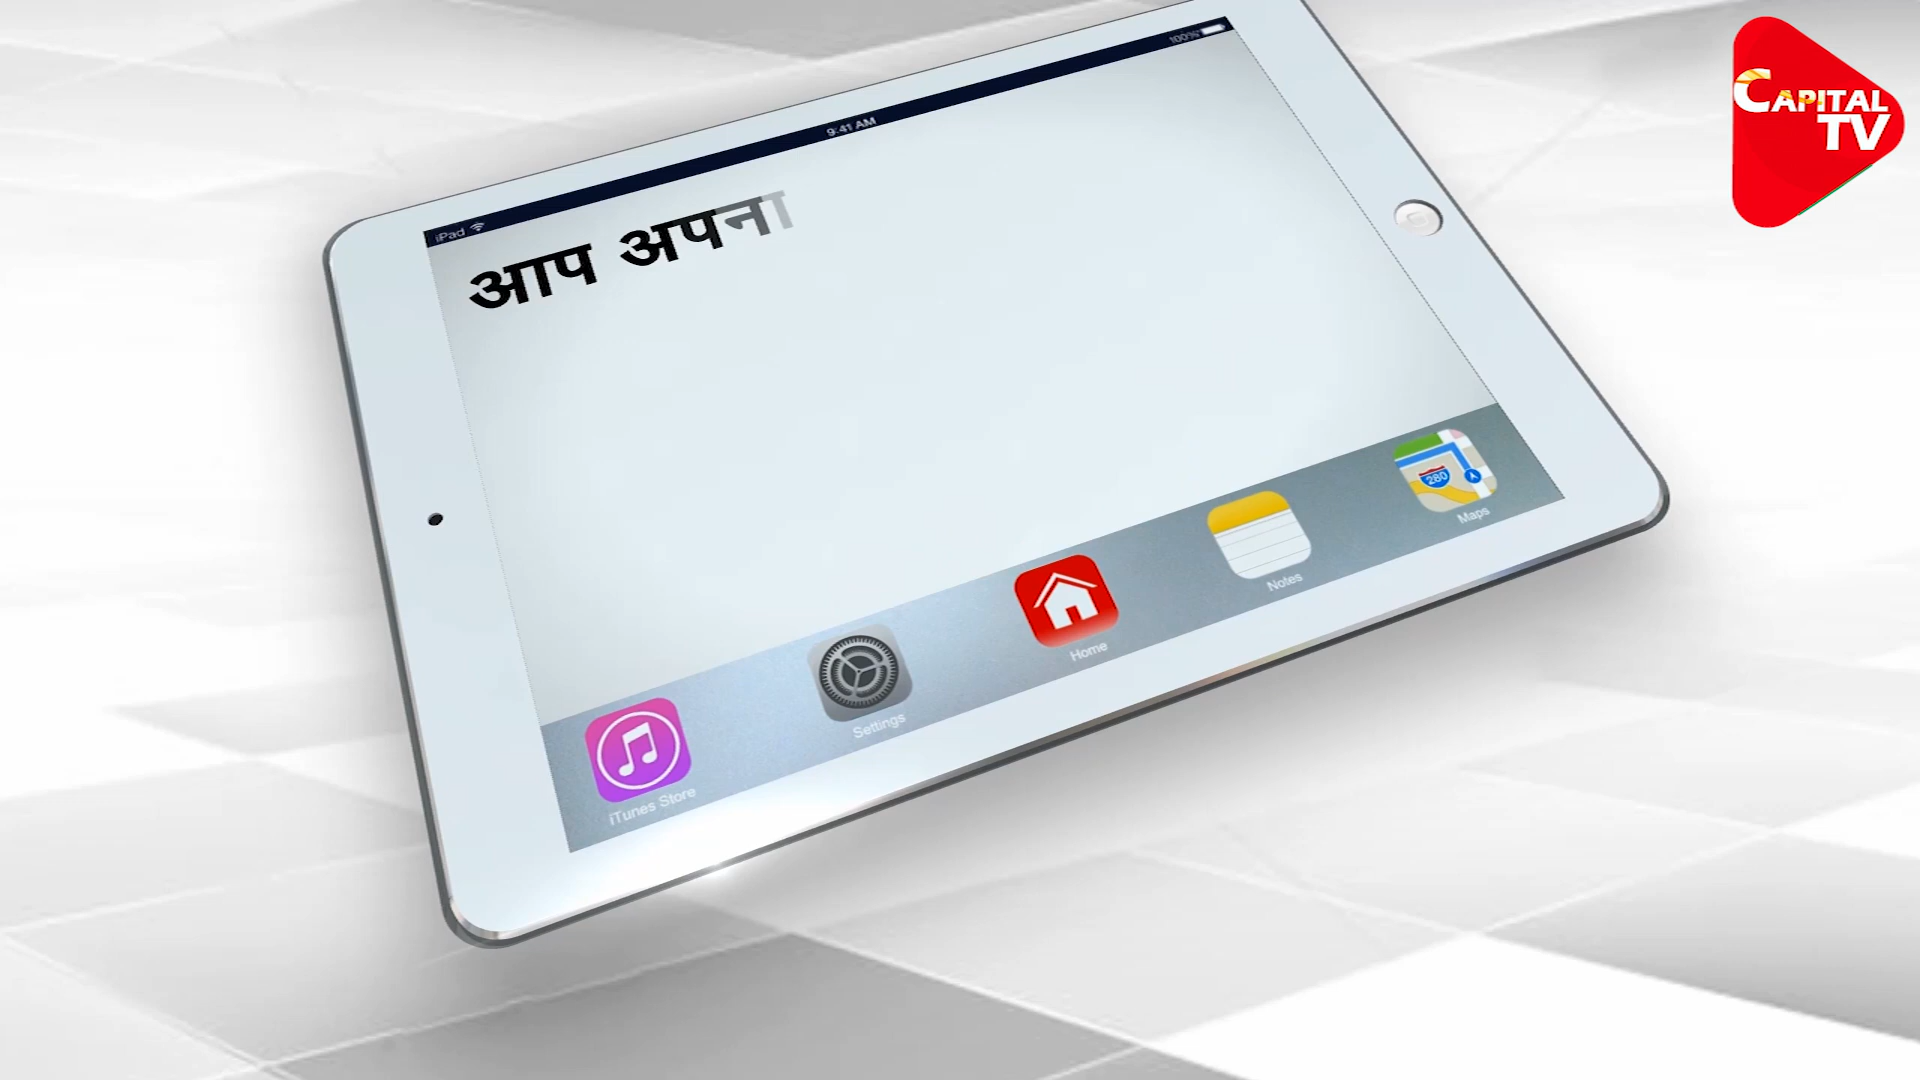 CAPITAL
TV
iPad
9:41 AM
100%
आप अपना
280
iTunes Store
Settings
Home
Notes
Maps